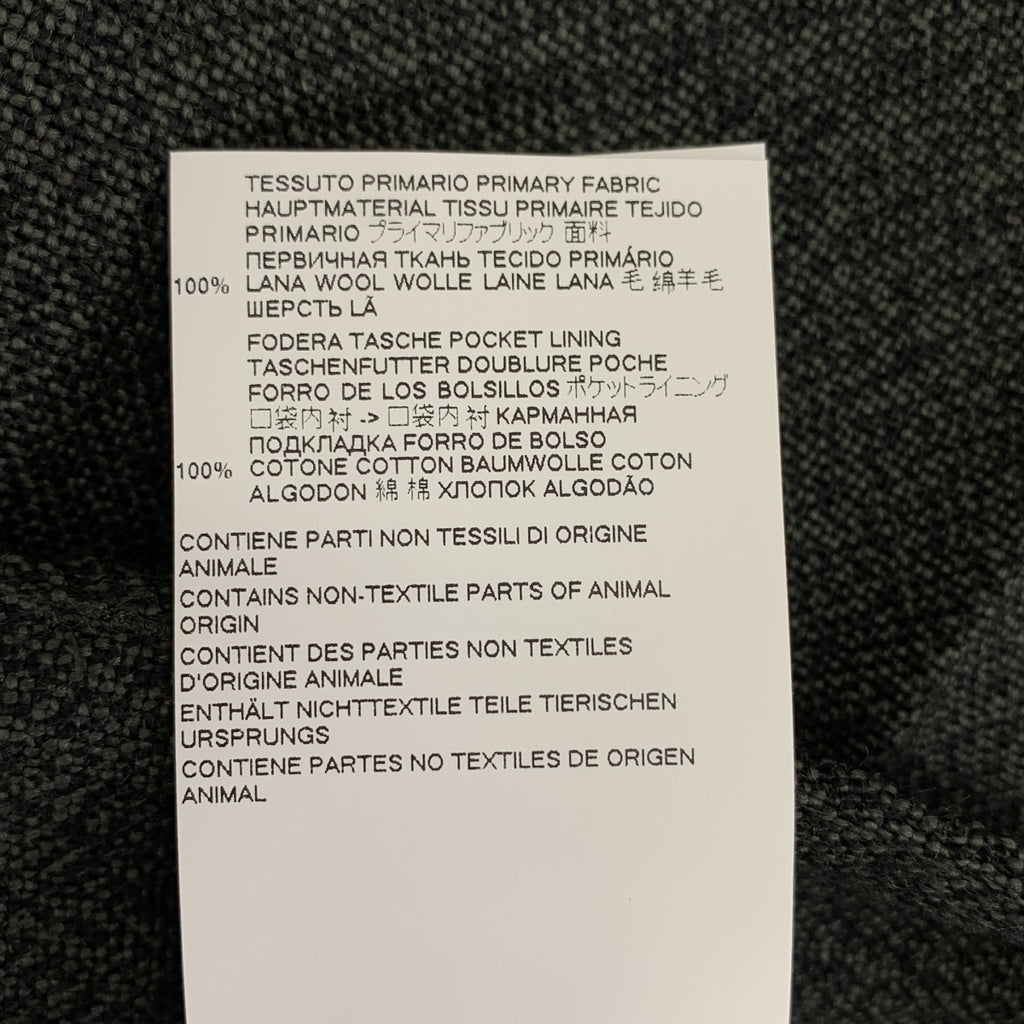 TESSUTO PRIMARIO PRIMARY FABRIC
HAUPTMATERIAL TISSU PRIMAIRE TEJIDO
PRIMARIO プライマリファブリック 面料
ПЕРВИЧНАЯ ТКАНЬ TECIDO PRIMÁRIO
100% LANA WOOL WOLLE LAINE LANA 毛 绵羊毛
ШЕРСТЬ LÃ
FODERA TASCHE POCKET LINING
TASCHENFUTTER DOUBLURE POCHE
FORRO DE LOS BOLSILLOS ポケットライニング
口袋内衬 -> 口袋内衬 КАРМАННАЯ
ПОДКЛАДКА FORRO DE BOLSO
100% COTONE COTTON BAUMWOLLE COTON
ALGODON 綿 棉 ХЛОПОК ALGODÃO
CONTIENE PARTI NON TESSILI DI ORIGINE
ANIMALE
CONTAINS NON-TEXTILE PARTS OF ANIMAL
ORIGIN
CONTIENT DES PARTIES NON TEXTILES
D'ORIGINE ANIMALE
ENTHÄLT NICHTTEXTILE TEILE TIERISCHEN
URSPRUNGS
CONTIENE PARTES NO TEXTILES DE ORIGEN
ANIMAL